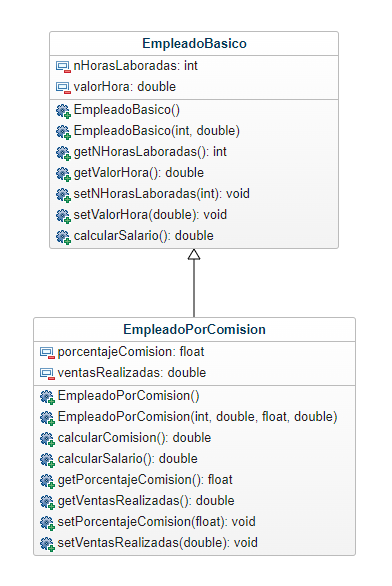 EmpleadoBasico
nHorasLaboradas: int
valorHora: double
EmpleadoBasico()
EmpleadoBasico(int, double)
getNHorasLaboradas(): int
getValorHora(): double
setNHorasLaboradas(int): void
setValorHora(double): void
calcularSalario(): double
EmpleadoPorComision
porcentajeComision: float
ventasRealizadas: double
EmpleadoPorComision()
EmpleadoPorComision(int, double, float, double)
calcularComision(): double
calcularSalario(): double
getPorcentajeComision(): float
getVentasRealizadas(): double
setPorcentajeComision(float): void
setVentasRealizadas(double): void